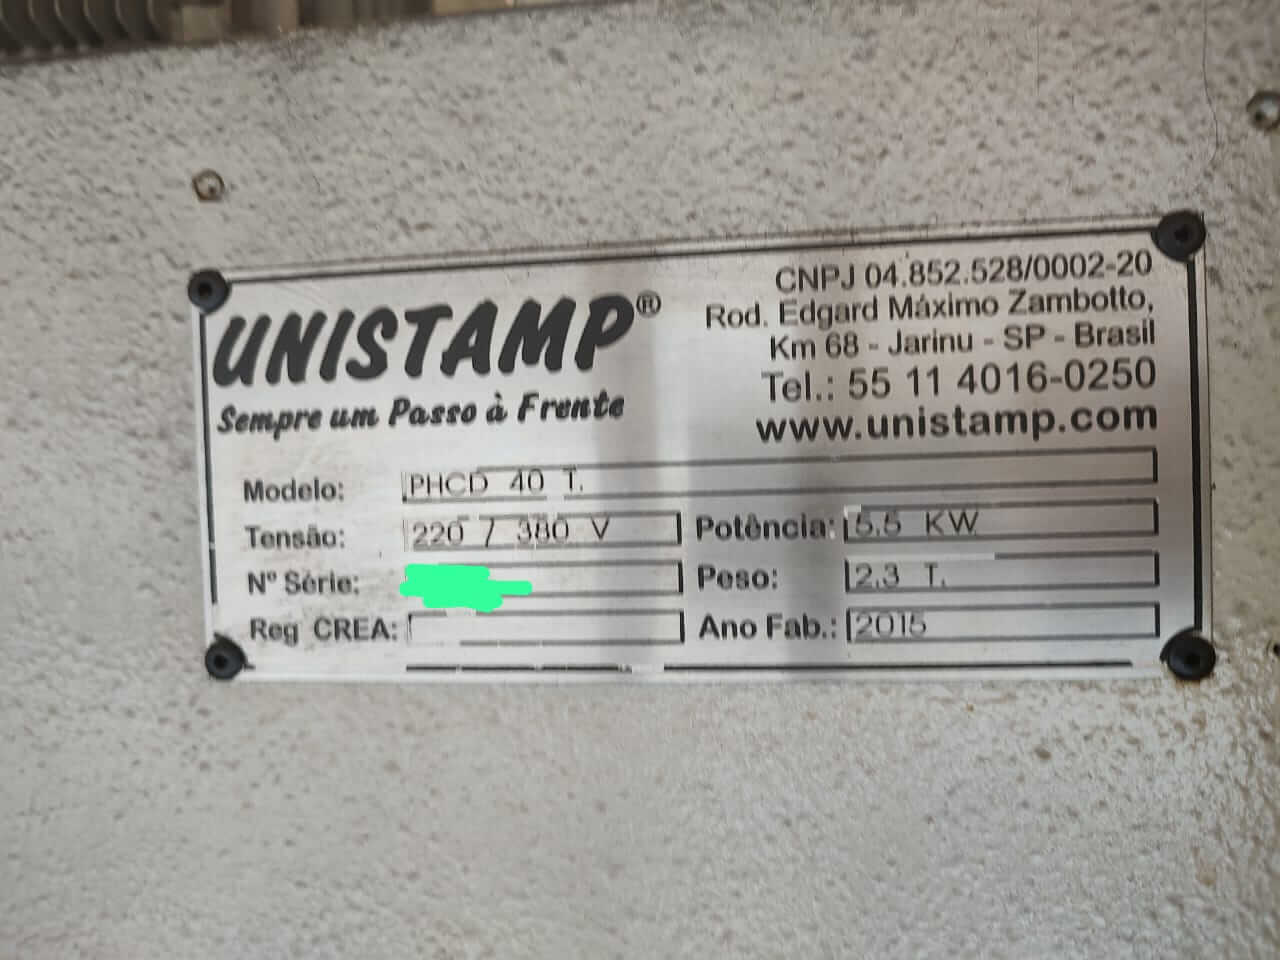 UNISTAMP®
Sempre um Passo à Frente
CNPJ 04.852.528/0002-20
Rod. Edgard Máximo Zambotto,
Km 68 - Jarinu - SP - Brasil
Tel.: 55 11 4016-0250
www.unistamp.com
Modelo: PHCD 40 T.
Tensão: 220 / 380 V Potência: 5.5 KW
Nº Série: Peso: 2.3 T.
Reg CREA: Ano Fab.: 2015